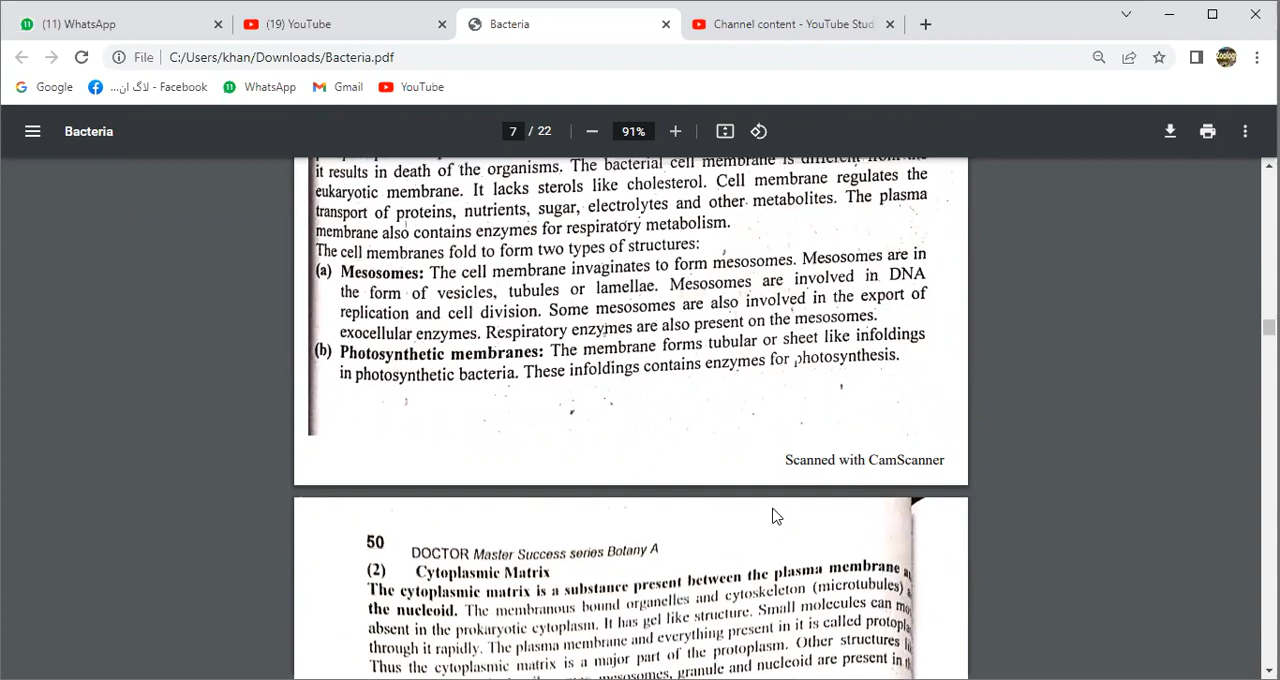 (11) WhatsApp
(19) YouTube
Bacteria
Channel content - YouTube Stud
File
C:/Users/khan/Downloads/Bacteria.pdf
Google
لاگ ان... - Facebook
WhatsApp
Gmail
YouTube
Bacteria
7 / 22
91%
it results in death of the organisms. The bacterial cell membrane is different from the
eukaryotic membrane. It lacks sterols like cholesterol. Cell membrane regulates the
transport of proteins, nutrients, sugar, electrolytes and other metabolites. The plasma
membrane also contains enzymes for respiratory metabolism.
The cell membranes fold to form two types of structures:
(a) Mesosomes: The cell membrane invaginates to form mesosomes. Mesosomes are in
the form of vesicles, tubules or lamellae. Mesosomes are involved in DNA
replication and cell division. Some mesosomes are also involved in the export of
exocellular enzymes. Respiratory enzymes are also present on the mesosomes.
(b) Photosynthetic membranes: The membrane forms tubular or sheet like infoldings
in photosynthetic bacteria. These infoldings contains enzymes for photosynthesis.
Scanned with CamScanner
50
DOCTOR Master Success series Botany A
(2) Cytoplasmic Matrix
The cytoplasmic matrix is a substance present between the plasma membrane
the nucleoid. The membranous bound organelles and cytoskeleton (microtubules)
absent in the prokaryotic cytoplasm. It has gel like structure. Small molecules can
through it rapidly. The plasma membrane and everything present in it is called
Thus the cytoplasmic matrix is a major part of the protoplasm. Other structures
mesosomes, granule and nucleoid are present in